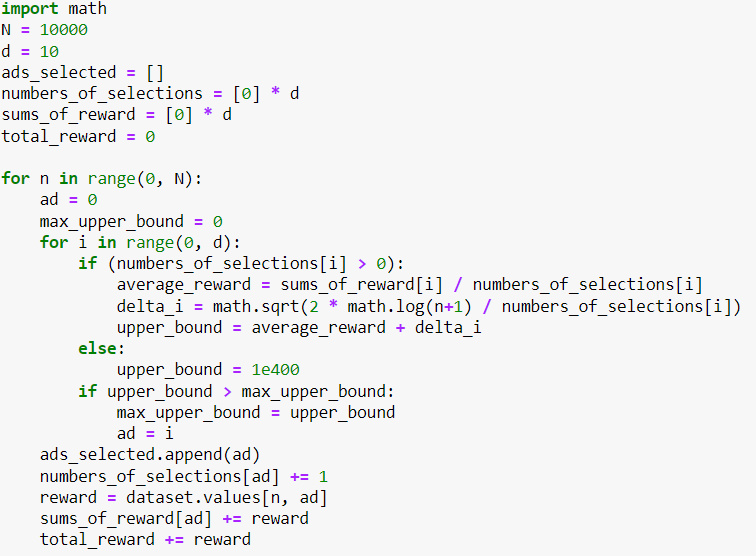 import math
N = 10000
d = 10
ads_selected = []
numbers_of_selections = [0] * d
sums_of_reward = [0] * d
total_reward = 0

for n in range(0, N):
    ad = 0
    max_upper_bound = 0
    for i in range(0, d):
        if (numbers_of_selections[i] > 0):
            average_reward = sums_of_reward[i] / numbers_of_selections[i]
            delta_i = math.sqrt(2 * math.log(n+1) / numbers_of_selections[i])
            upper_bound = average_reward + delta_i
        else:
            upper_bound = 1e400
        if upper_bound > max_upper_bound:
            max_upper_bound = upper_bound
            ad = i
    ads_selected.append(ad)
    numbers_of_selections[ad] += 1
    reward = dataset.values[n, ad]
    sums_of_reward[ad] += reward
    total_reward += reward